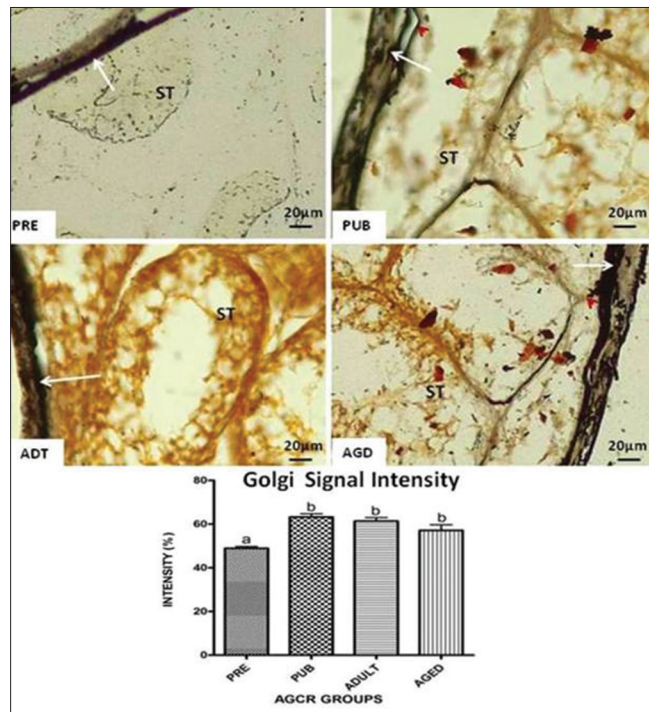 ST
PRE
20µm
ST
PUB
20µm
ST
ADT
20µm
ST
AGD
20µm
Golgi Signal Intensity
INTENSITY (%)
80
60
40
20
0
a
b
b
b
PRE
PUB
ADULT
AGED
AGCR GROUPS